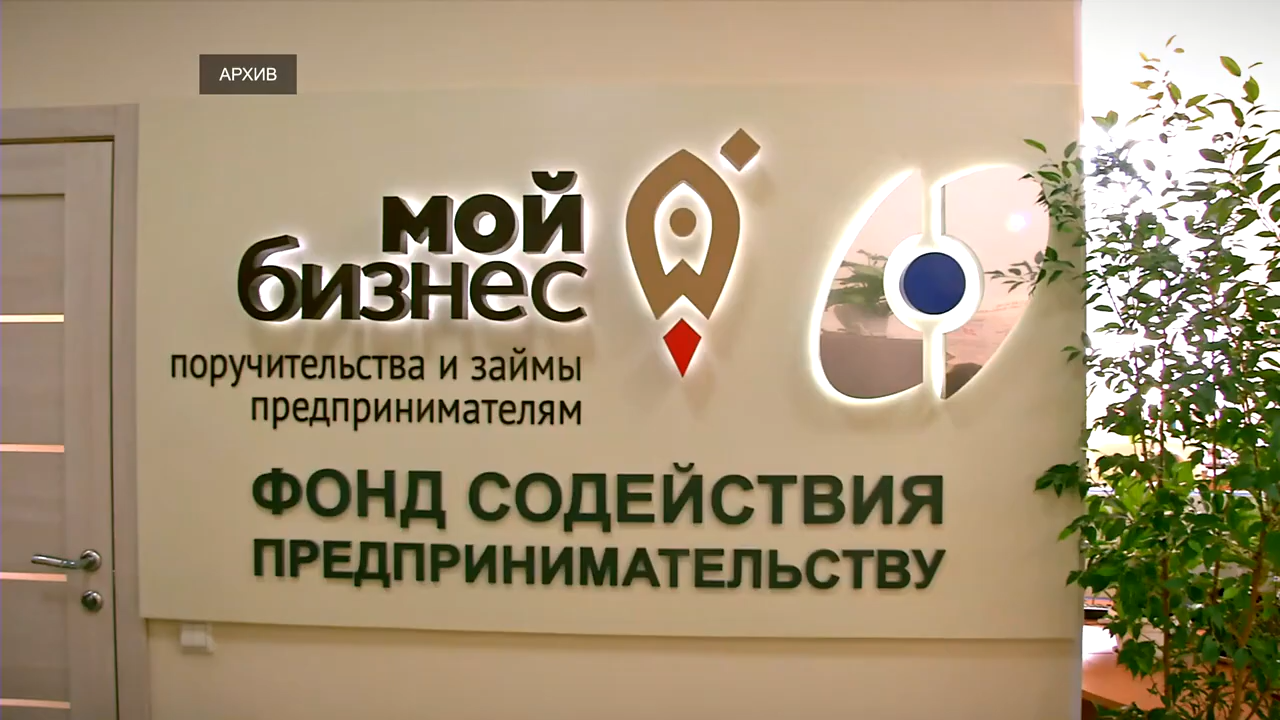 АРХИВ
мой
бизнес
поручительства и займы
предпринимателям
ФОНД СОДЕЙСТВИЯ
ПРЕДПРИНИМАТЕЛЬСТВУ